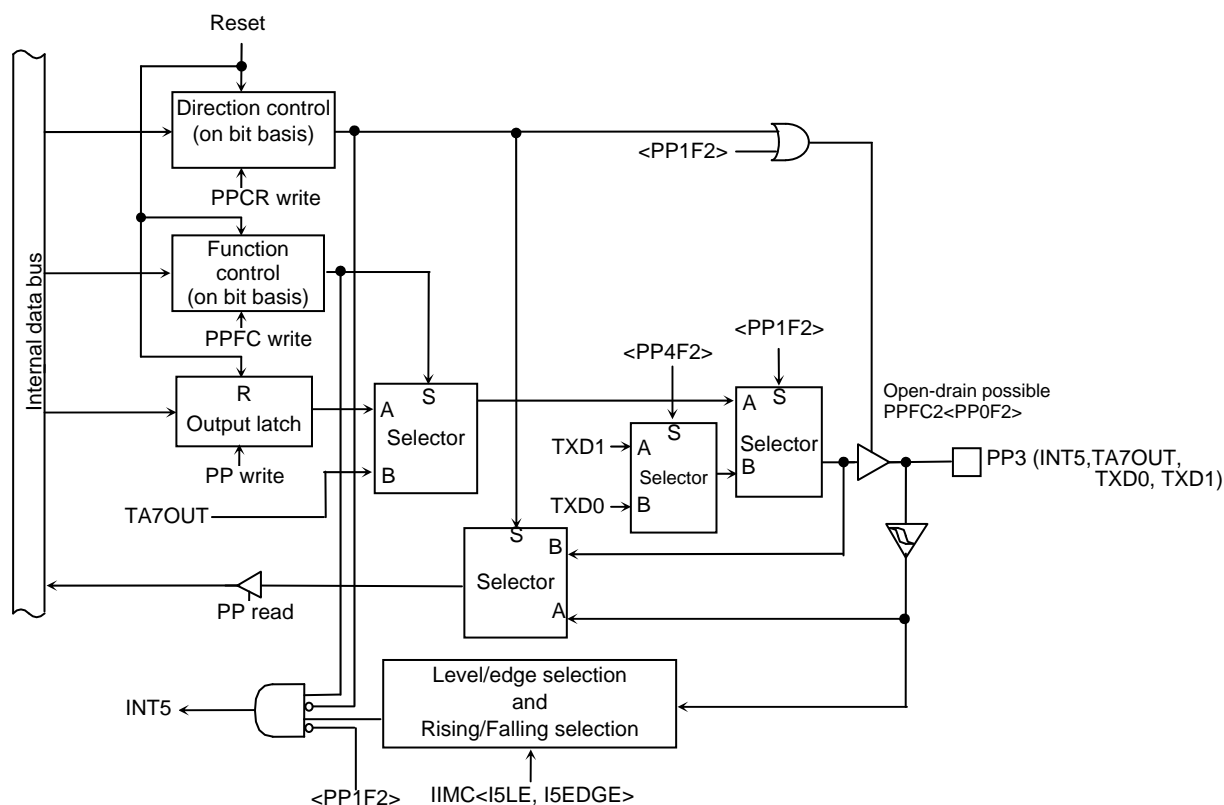 Reset
Internal data bus
Direction control
(on bit basis)
<PP1F2>
PPCR write
Function
control
(on bit basis)
PPFC write
<PP1F2>
<PP4F2>
R
Output latch
PP write
A
S
Selector
B
TA7OUT
TXD1
TXD0
A
S
Selector
B
A
S
Selector
B
Open-drain possible
PPFC2<PP0F2>
PP3 (INT5,TA7OUT,
TXD0, TXD1)
S
B
Selector
A
PP read
Level/edge selection
and
Rising/Falling selection
INT5
<PP1F2>
IIMC<I5LE, I5EDGE>